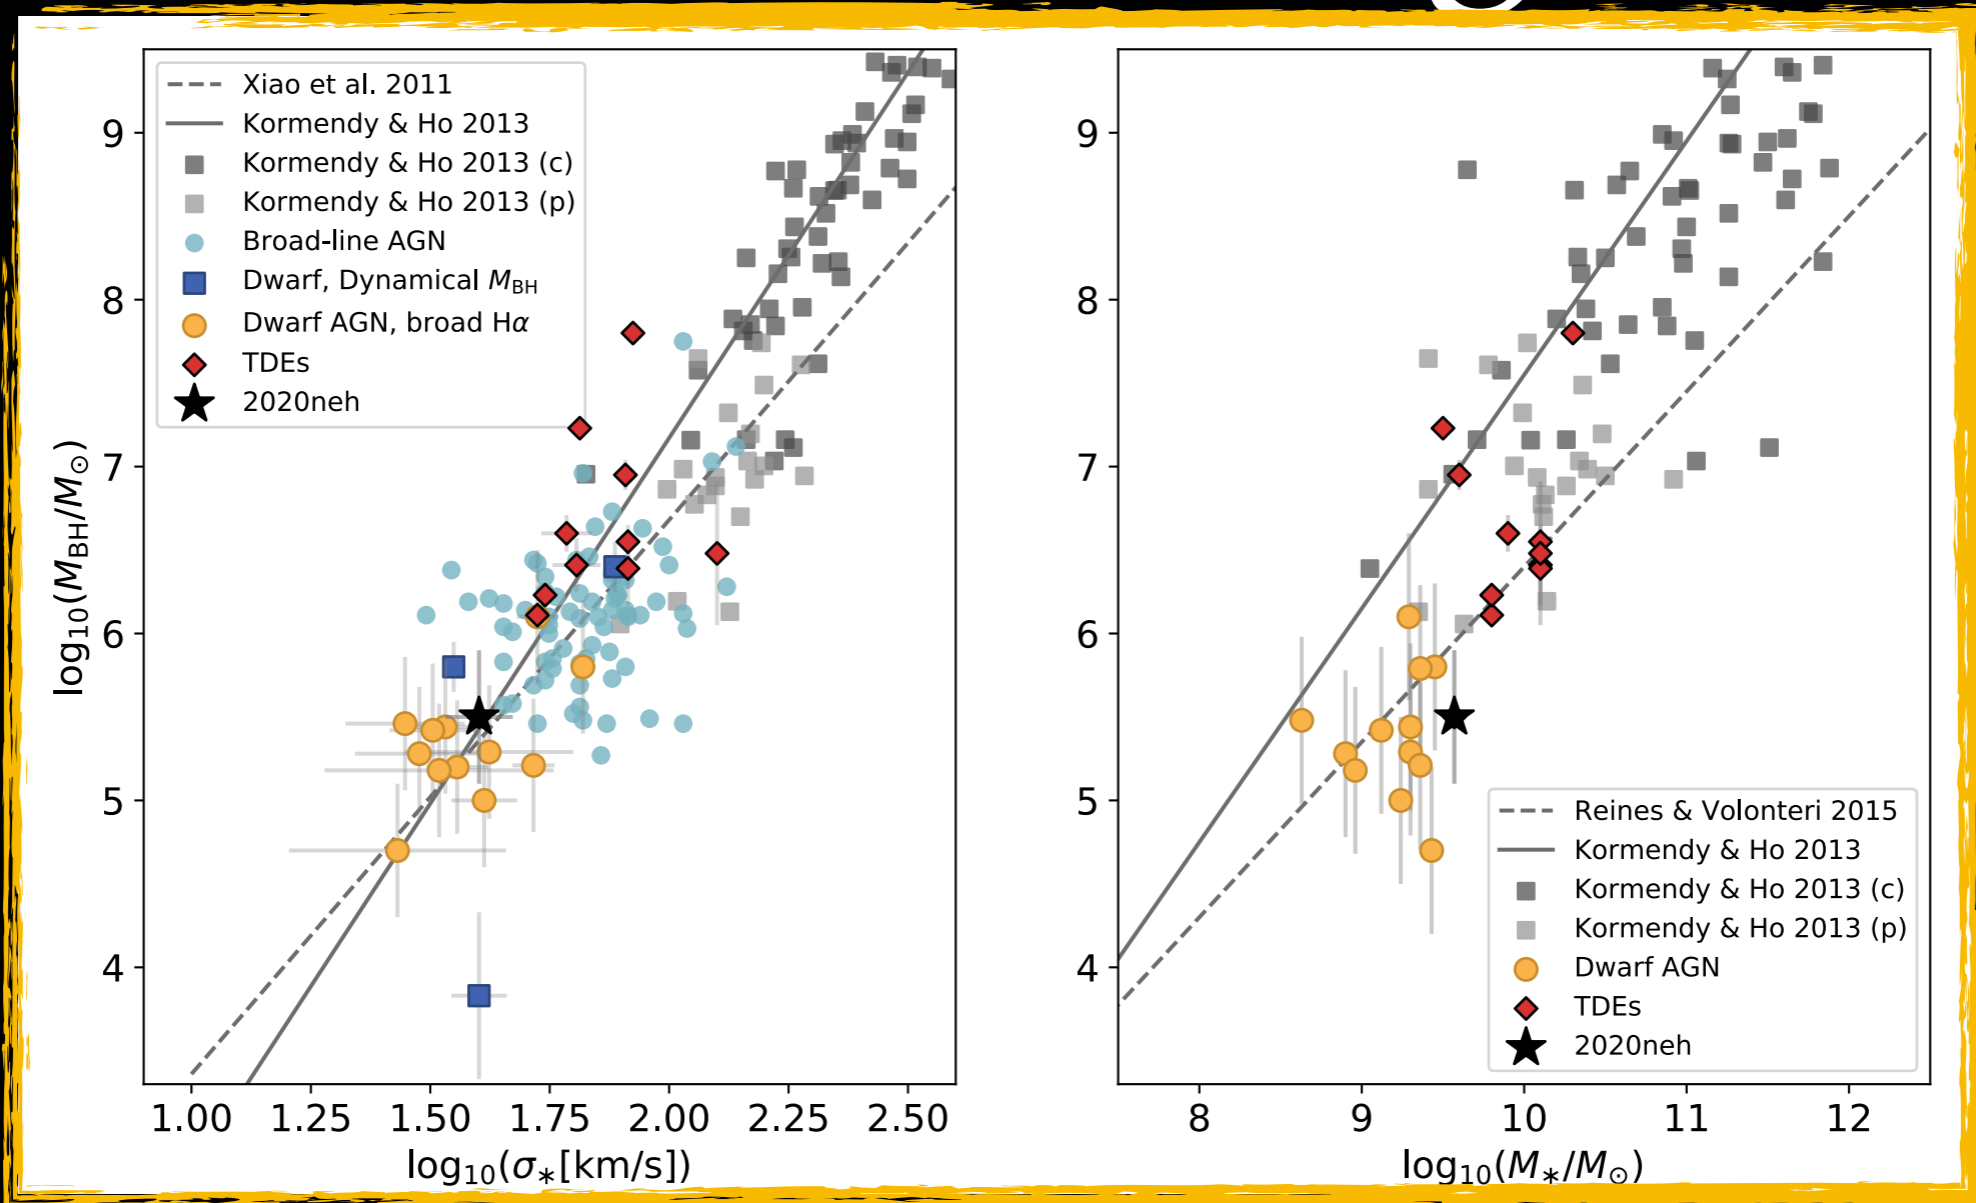 Xiao et al. 2011
Kormendy & Ho 2013
Kormendy & Ho 2013 (c)
Kormendy & Ho 2013 (p)
Broad-line AGN
Dwarf, Dynamical M_BH
Dwarf AGN, broad Hα
TDEs
2020neh
9
8
7
6
5
4
log₁₀(M_BH/M_⊙)
1.00 1.25 1.50 1.75 2.00 2.25 2.50
log₁₀(σ_*[km/s])
9
8
7
6
5
4
Reines & Volonteri 2015
Kormendy & Ho 2013
Kormendy & Ho 2013 (c)
Kormendy & Ho 2013 (p)
Dwarf AGN
TDEs
2020neh
8 9 10 11 12
log₁₀(M_*/M_⊙)